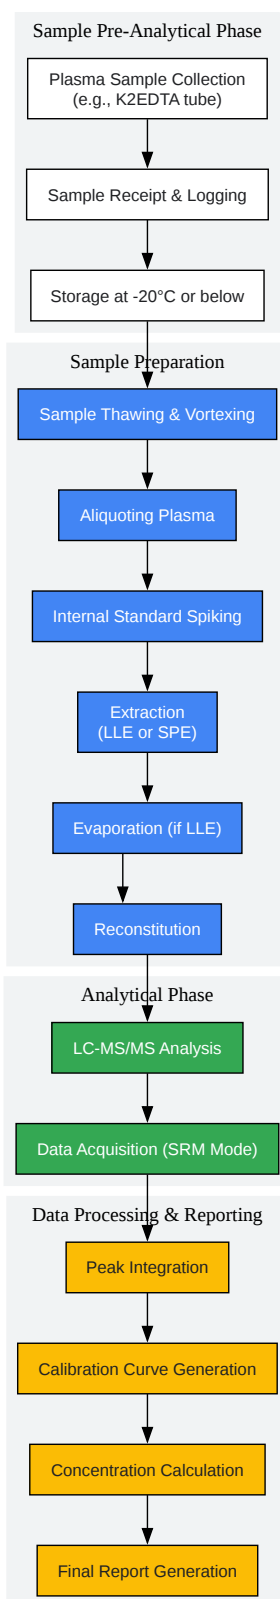 Sample Pre-Analytical Phase
Plasma Sample Collection
(e.g., K2EDTA tube)
Sample Receipt & Logging
Storage at -20°C or below
Sample Preparation
Sample Thawing & Vortexing
Aliquoting Plasma
Internal Standard Spiking
Extraction
(LLE or SPE)
Evaporation (if LLE)
Reconstitution
Analytical Phase
LC-MS/MS Analysis
Data Acquisition (SRM Mode)
Data Processing & Reporting
Peak Integration
Calibration Curve Generation
Concentration Calculation
Final Report Generation